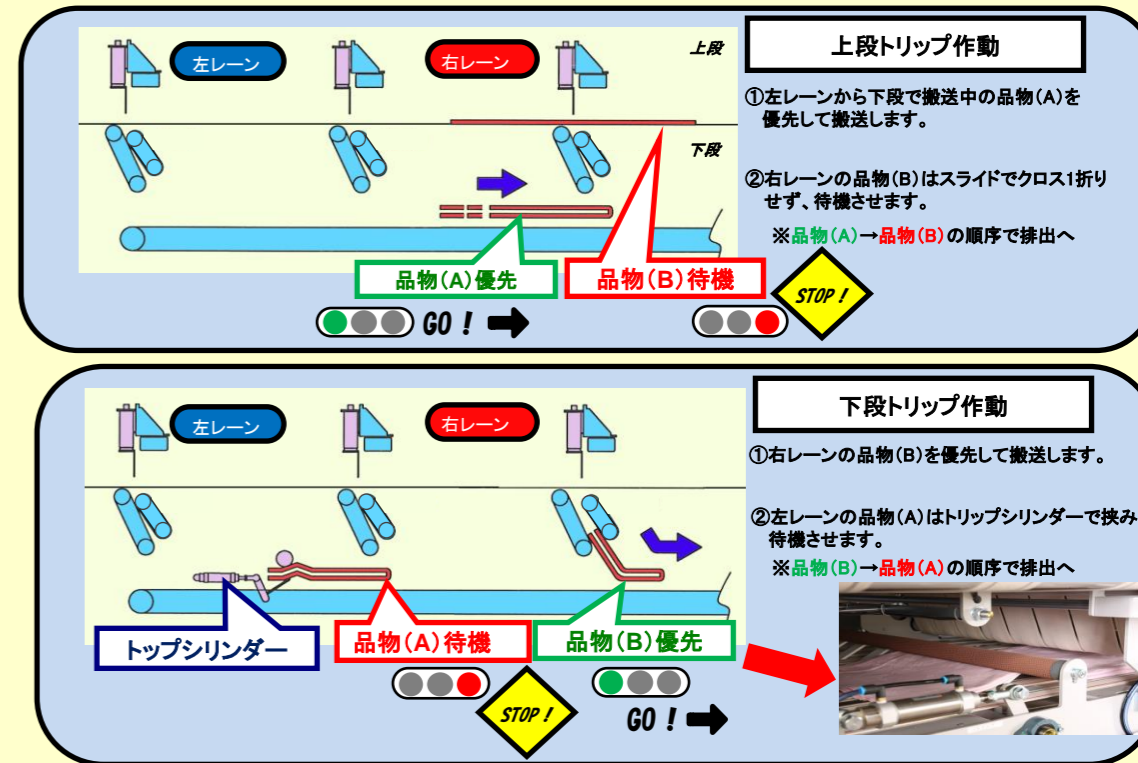 上段トリップ作動
左レーン
右レーン
上段
下段
①左レーンから下段で搬送中の品物(A)を
優先して搬送します。
②右レーンの品物(B)はスライドでクロス1折り
せず、待機させます。
※品物(A)→品物(B)の順序で排出へ
品物(A)優先
品物(B)待機
GO!
STOP!
下段トリップ作動
左レーン
右レーン
①右レーンの品物(B)を優先して搬送します。
②左レーンの品物(A)はトリップシリンダーで挟み
待機させます。
※品物(B)→品物(A)の順序で排出へ
トップシリンダー
品物(A)待機
品物(B)優先
STOP!
GO!